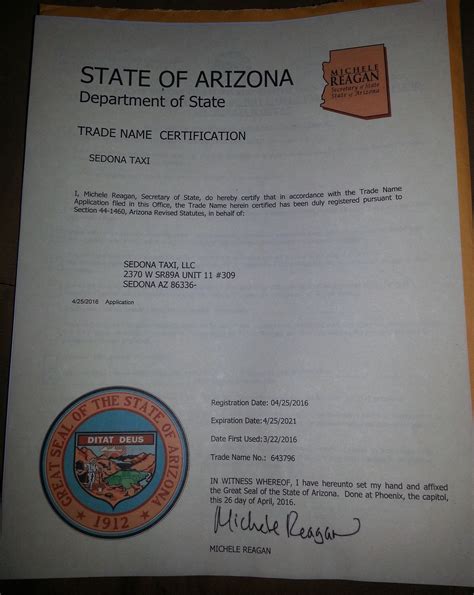 MICHELE
REAGAN
Secretary of State
State of Arizona
STATE OF ARIZONA
Department of State
TRADE NAME CERTIFICATION
SEDONA TAXI
I, Michele Reagan, Secretary of State, do hereby certify that in accordance with the Trade Name
Application filed in this Office, the Trade Name herein certified has been duly registered pursuant to
Section 44-1460, Arizona Revised Statutes, in behalf of:
SEDONA TAXI, LLC
2370 W SR89A UNIT 11 #309
SEDONA AZ 86336-
4/25/2016 Application
Registration Date: 04/25/2016
Expiration Date:4/25/2021
Date First Used:3/22/2016
Trade Name No.: 643796
IN WITNESS WHEREOF, I have hereunto set my hand and affixed
the Great Seal of the State of Arizona. Done at Phoenix, the capitol,
this 26 day of April, 2016.
Michele Reagan
MICHELE REAGAN
GREAT SEAL OF THE STATE OF ARIZONA
DITAT DEUS
1912